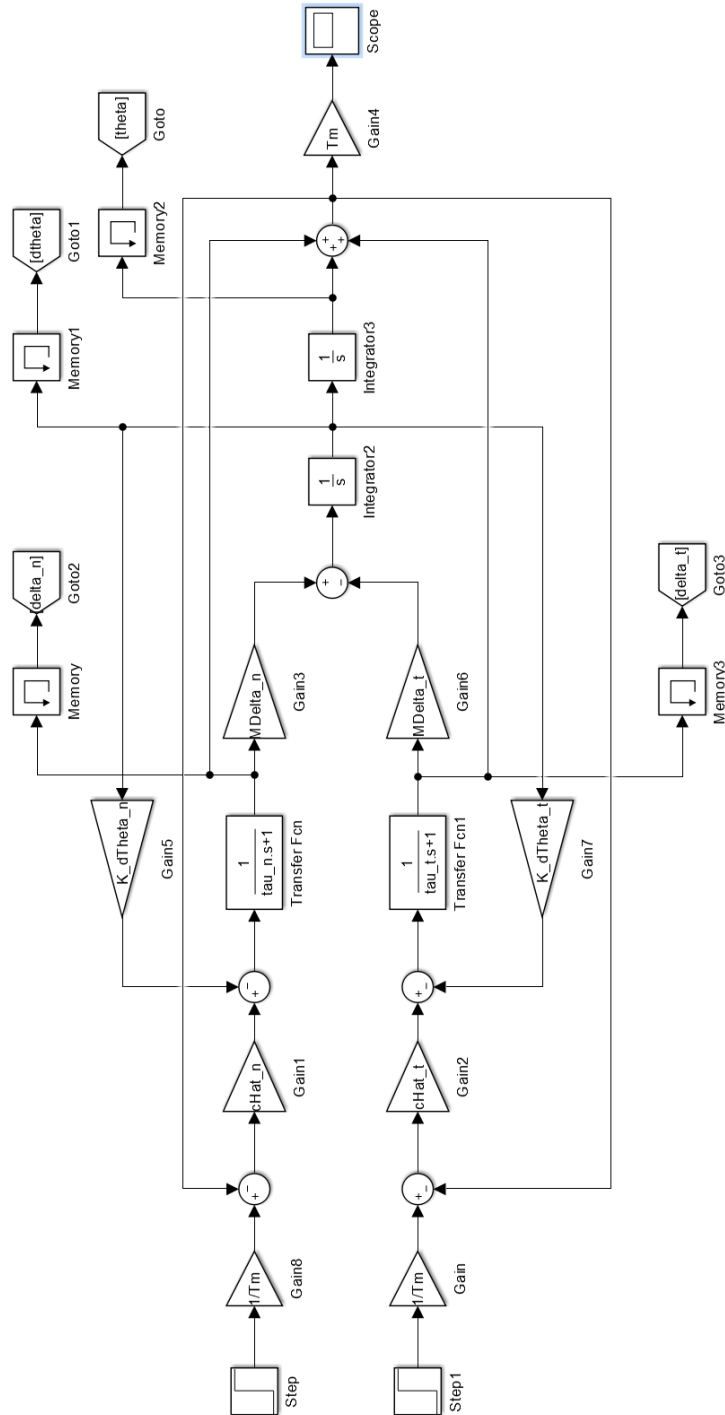 Step
1/Tm
Gain8
+
−
cHat_n
Gain1
+
−
1
tau_n.s+1
Transfer Fcn
K_dTheta_n
Gain5
Memory
[delta_n]
Goto2
MDelta_n
Gain3
Step1
1/Tm
Gain
+
−
cHat_t
Gain2
+
−
1
tau_t.s+1
Transfer Fcn1
K_dTheta_t
Gain7
MDelta_t
Gain6
Memory3
[delta_t]
Goto3
+
−
1
s
Integrator2
1
s
Integrator3
Memory1
[dtheta]
Goto1
Memory2
[theta]
Goto
+
+
+
Tm
Gain4
Scope